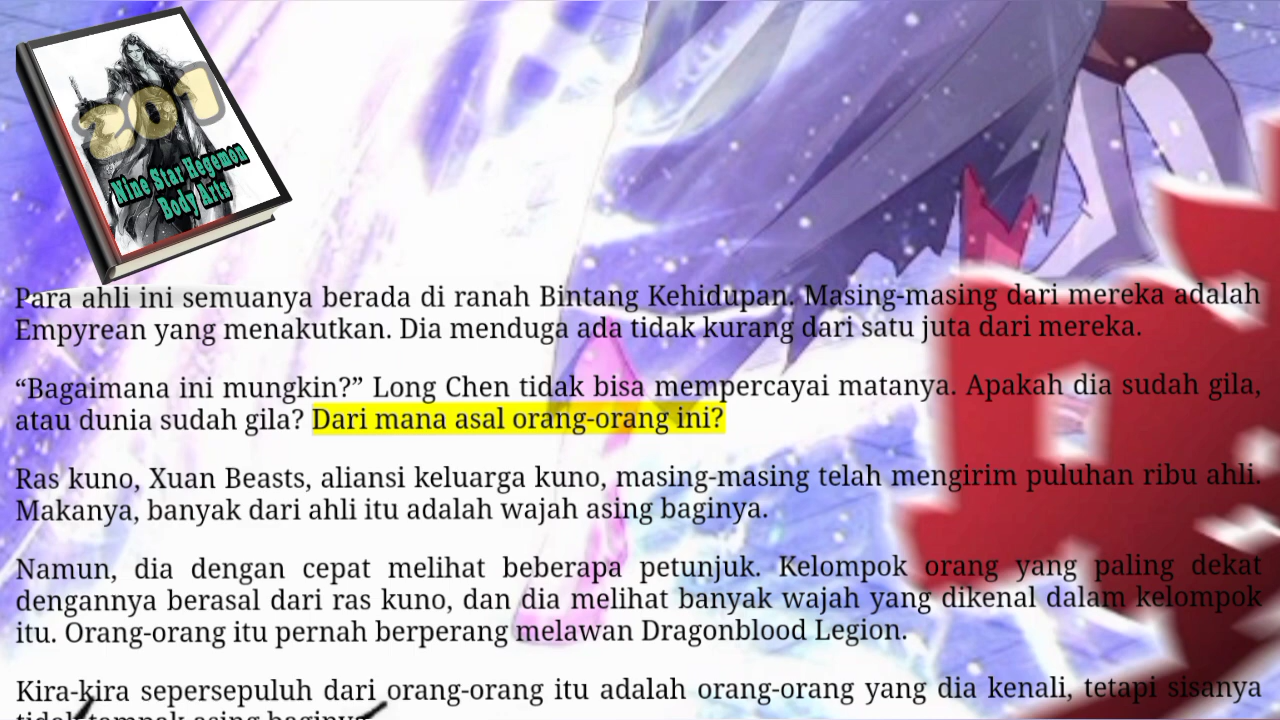 201
Nine Star Hegemon
Body Arts
Para ahli ini semuanya berada di ranah Bintang Kehidupan. Masing-masing dari mereka adalah
Empyrean yang menakutkan. Dia menduga ada tidak kurang dari satu juta dari mereka.
“Bagaimana ini mungkin?” Long Chen tidak bisa mempercayai matanya. Apakah dia sudah gila,
atau dunia sudah gila? Dari mana asal orang-orang ini?
Ras kuno, Xuan Beasts, aliansi keluarga kuno, masing-masing telah mengirim puluhan ribu ahli.
Makanya, banyak dari ahli itu adalah wajah asing baginya.
Namun, dia dengan cepat melihat beberapa petunjuk. Kelompok orang yang paling dekat
dengannya berasal dari ras kuno, dan dia melihat banyak wajah yang dikenal dalam kelompok
itu. Orang-orang itu pernah berperang melawan Dragonblood Legion.
Kira-kira sepersepuluh dari orang-orang itu adalah orang-orang yang dia kenali, tetapi sisanya
tidak tampak asing baginya